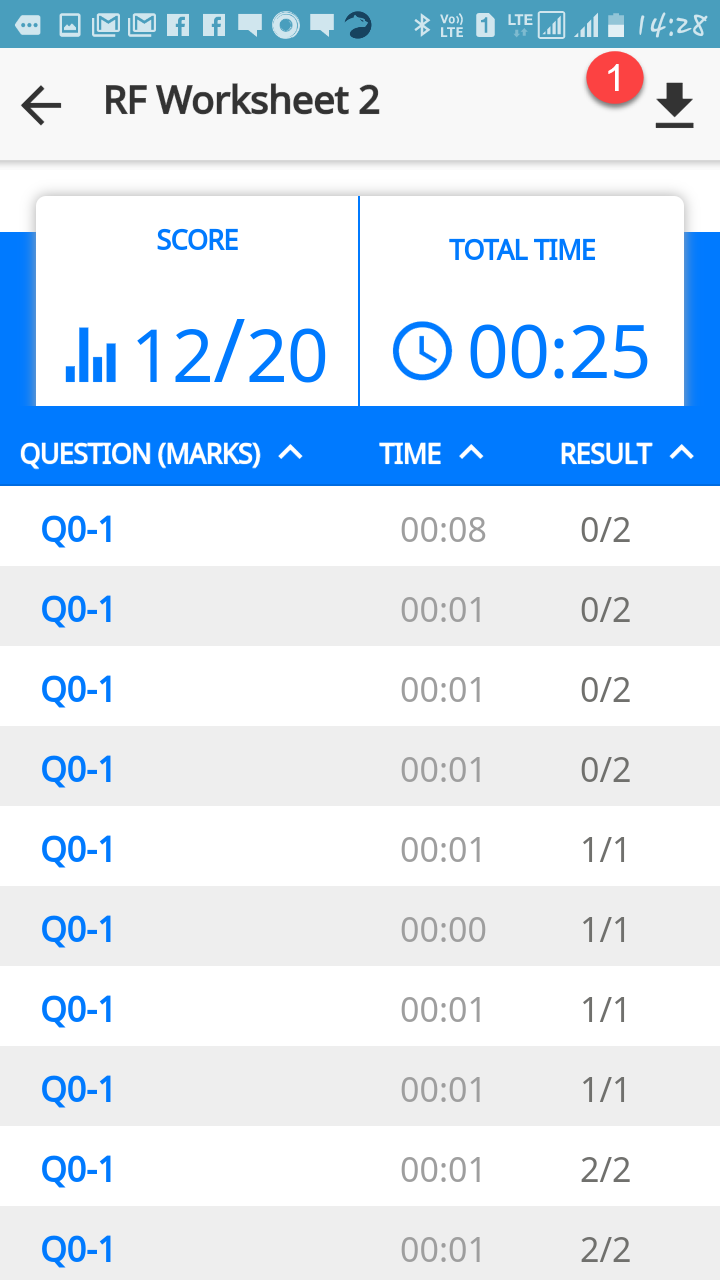 Vo)) LTE 1 LTE 14:28
RF Worksheet 2 1
SCORE TOTAL TIME
12/20 00:25
QUESTION (MARKS) TIME RESULT
Q0-1 00:08 0/2
Q0-1 00:01 0/2
Q0-1 00:01 0/2
Q0-1 00:01 0/2
Q0-1 00:01 1/1
Q0-1 00:00 1/1
Q0-1 00:01 1/1
Q0-1 00:01 1/1
Q0-1 00:01 2/2
Q0-1 00:01 2/2